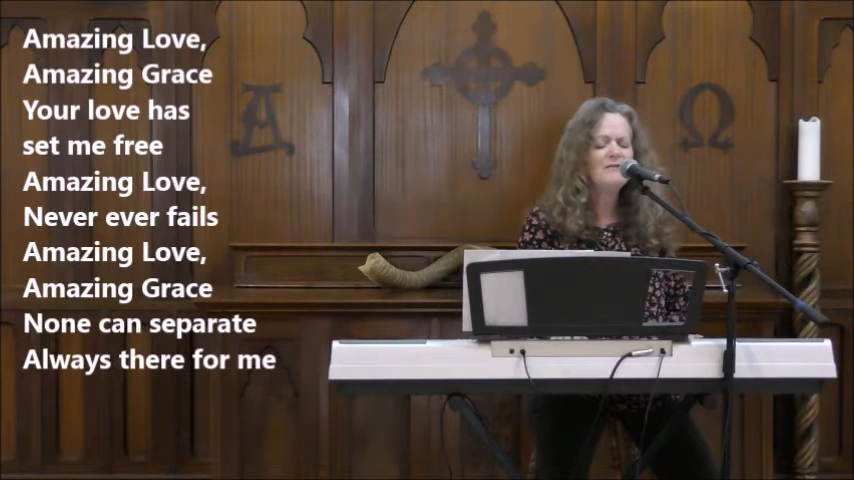 Amazing Love,
Amazing Grace
Your love has
set me free
Amazing Love,
Never ever fails
Amazing Love,
Amazing Grace
None can separate
Always there for me
Α Ω